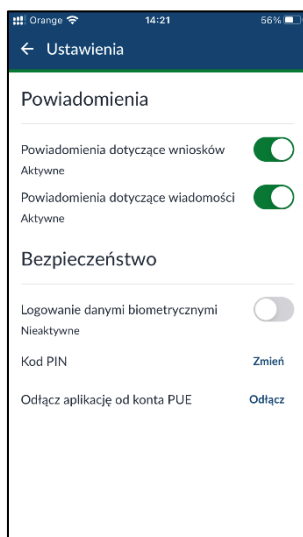 Orange 14:21 56%
Ustawienia
Powiadomienia
Powiadomienia dotyczące wniosków
Aktywne
Powiadomienia dotyczące wiadomości
Aktywne
Bezpieczeństwo
Logowanie danymi biometrycznymi
Nieaktywne
Kod PIN Zmień
Odłącz aplikację od konta PUE Odłącz